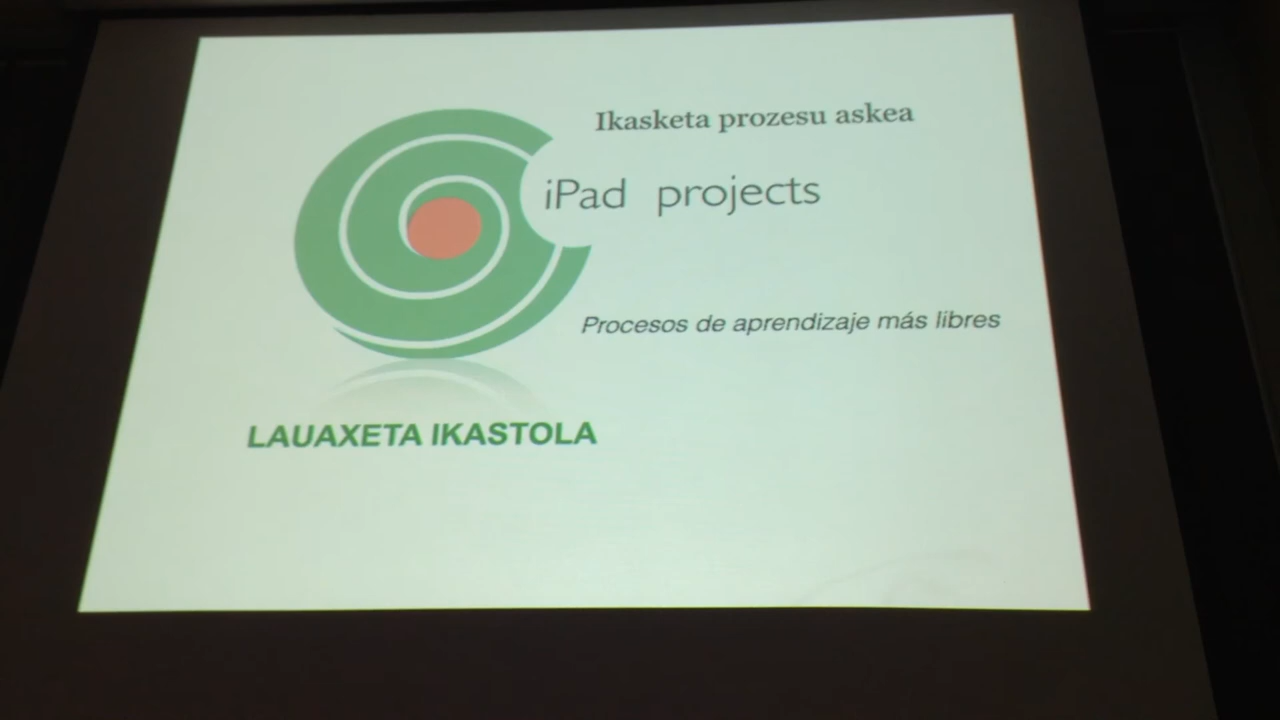 Ikasketa prozesu askea
iPad projects
Procesos de aprendizaje más libres
LAUAXETA IKASTOLA